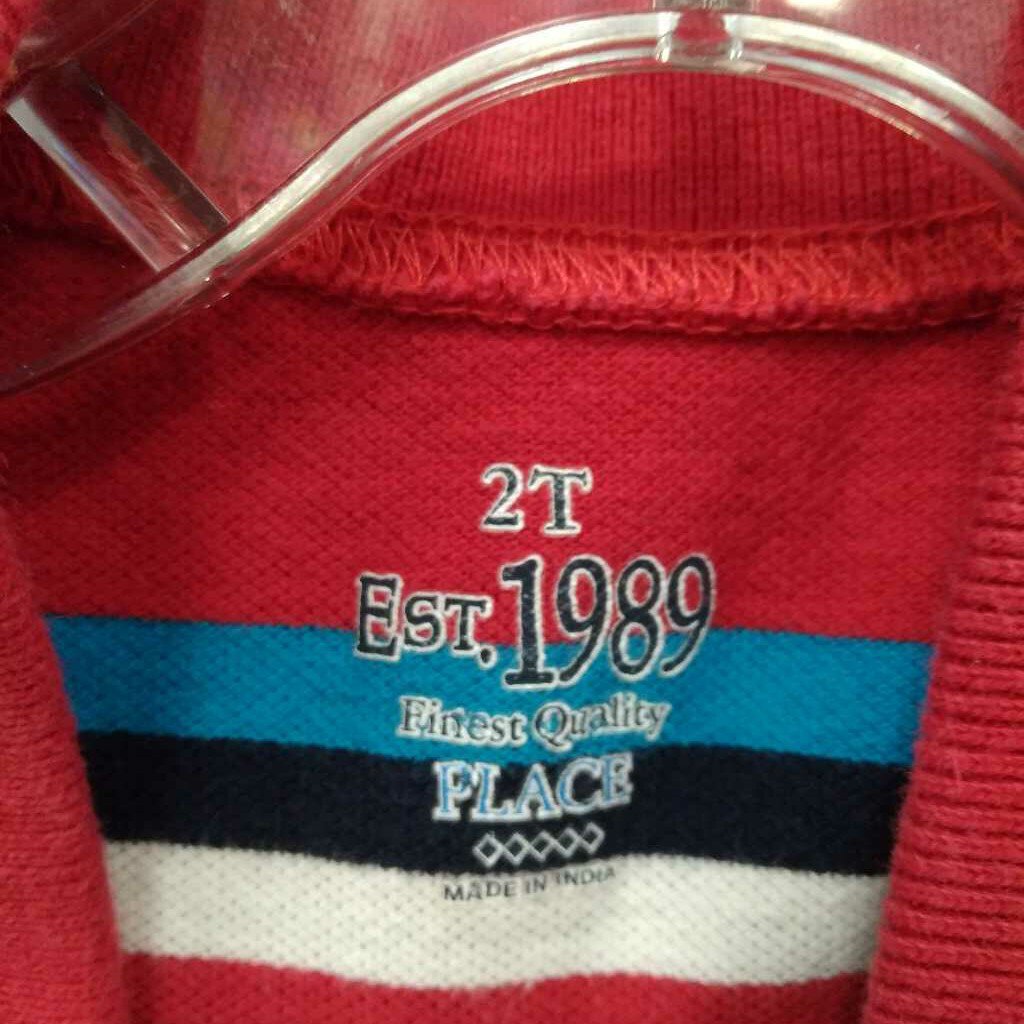 2T
EST. 1989
Finest Quality
PLACE
MADE IN INDIA